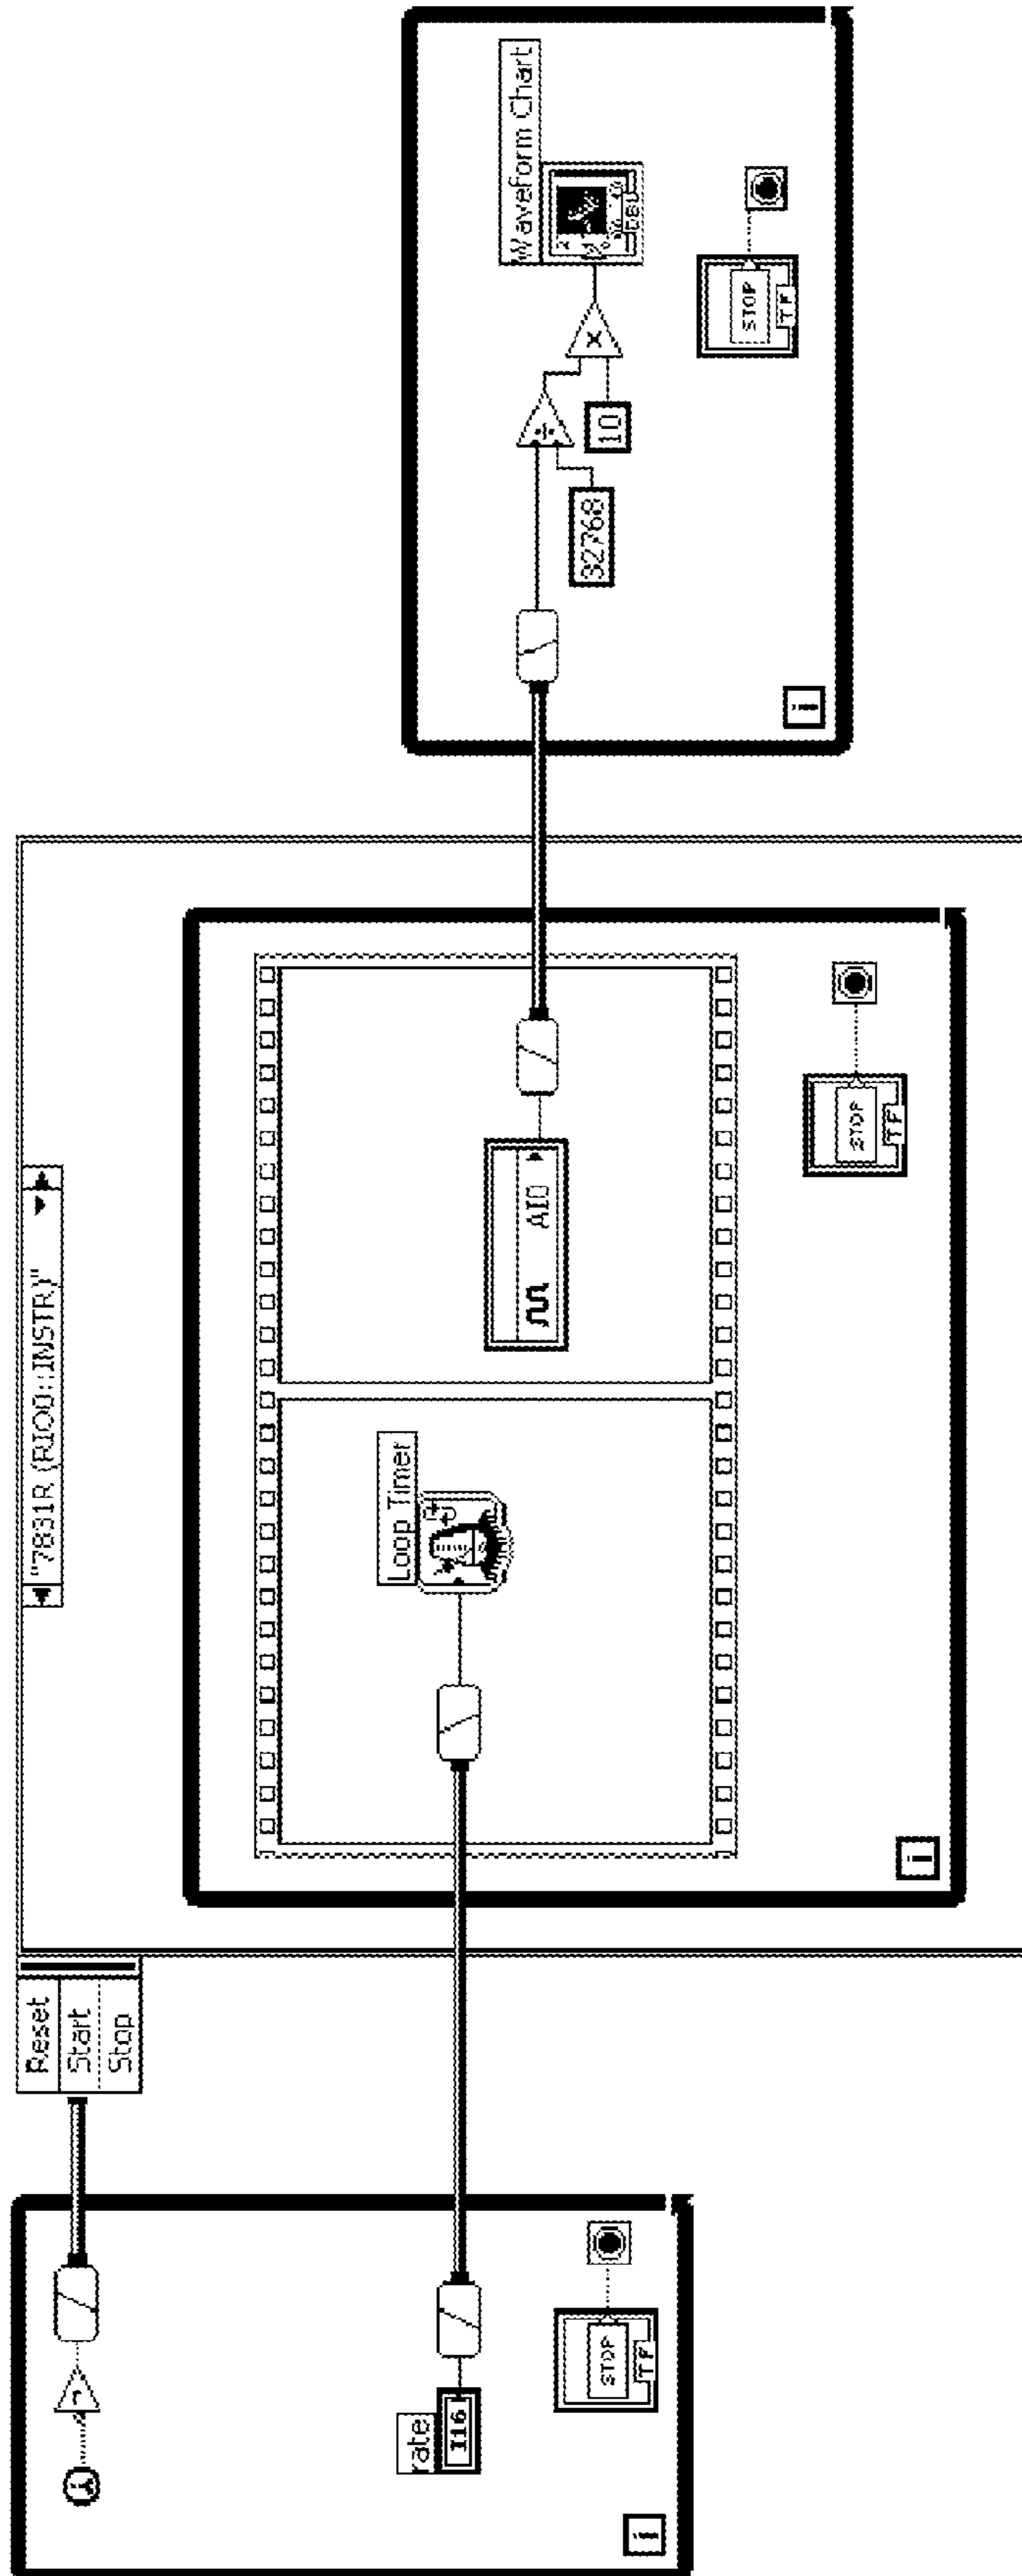 rate
I16
STOP
TF
i
Reset
Start
Stop
"7831R (RIO0::INSTR)"
Loop Timer
AI0
STOP
TF
i
Waveform Chart
DBL
32768
10
STOP
TF
i